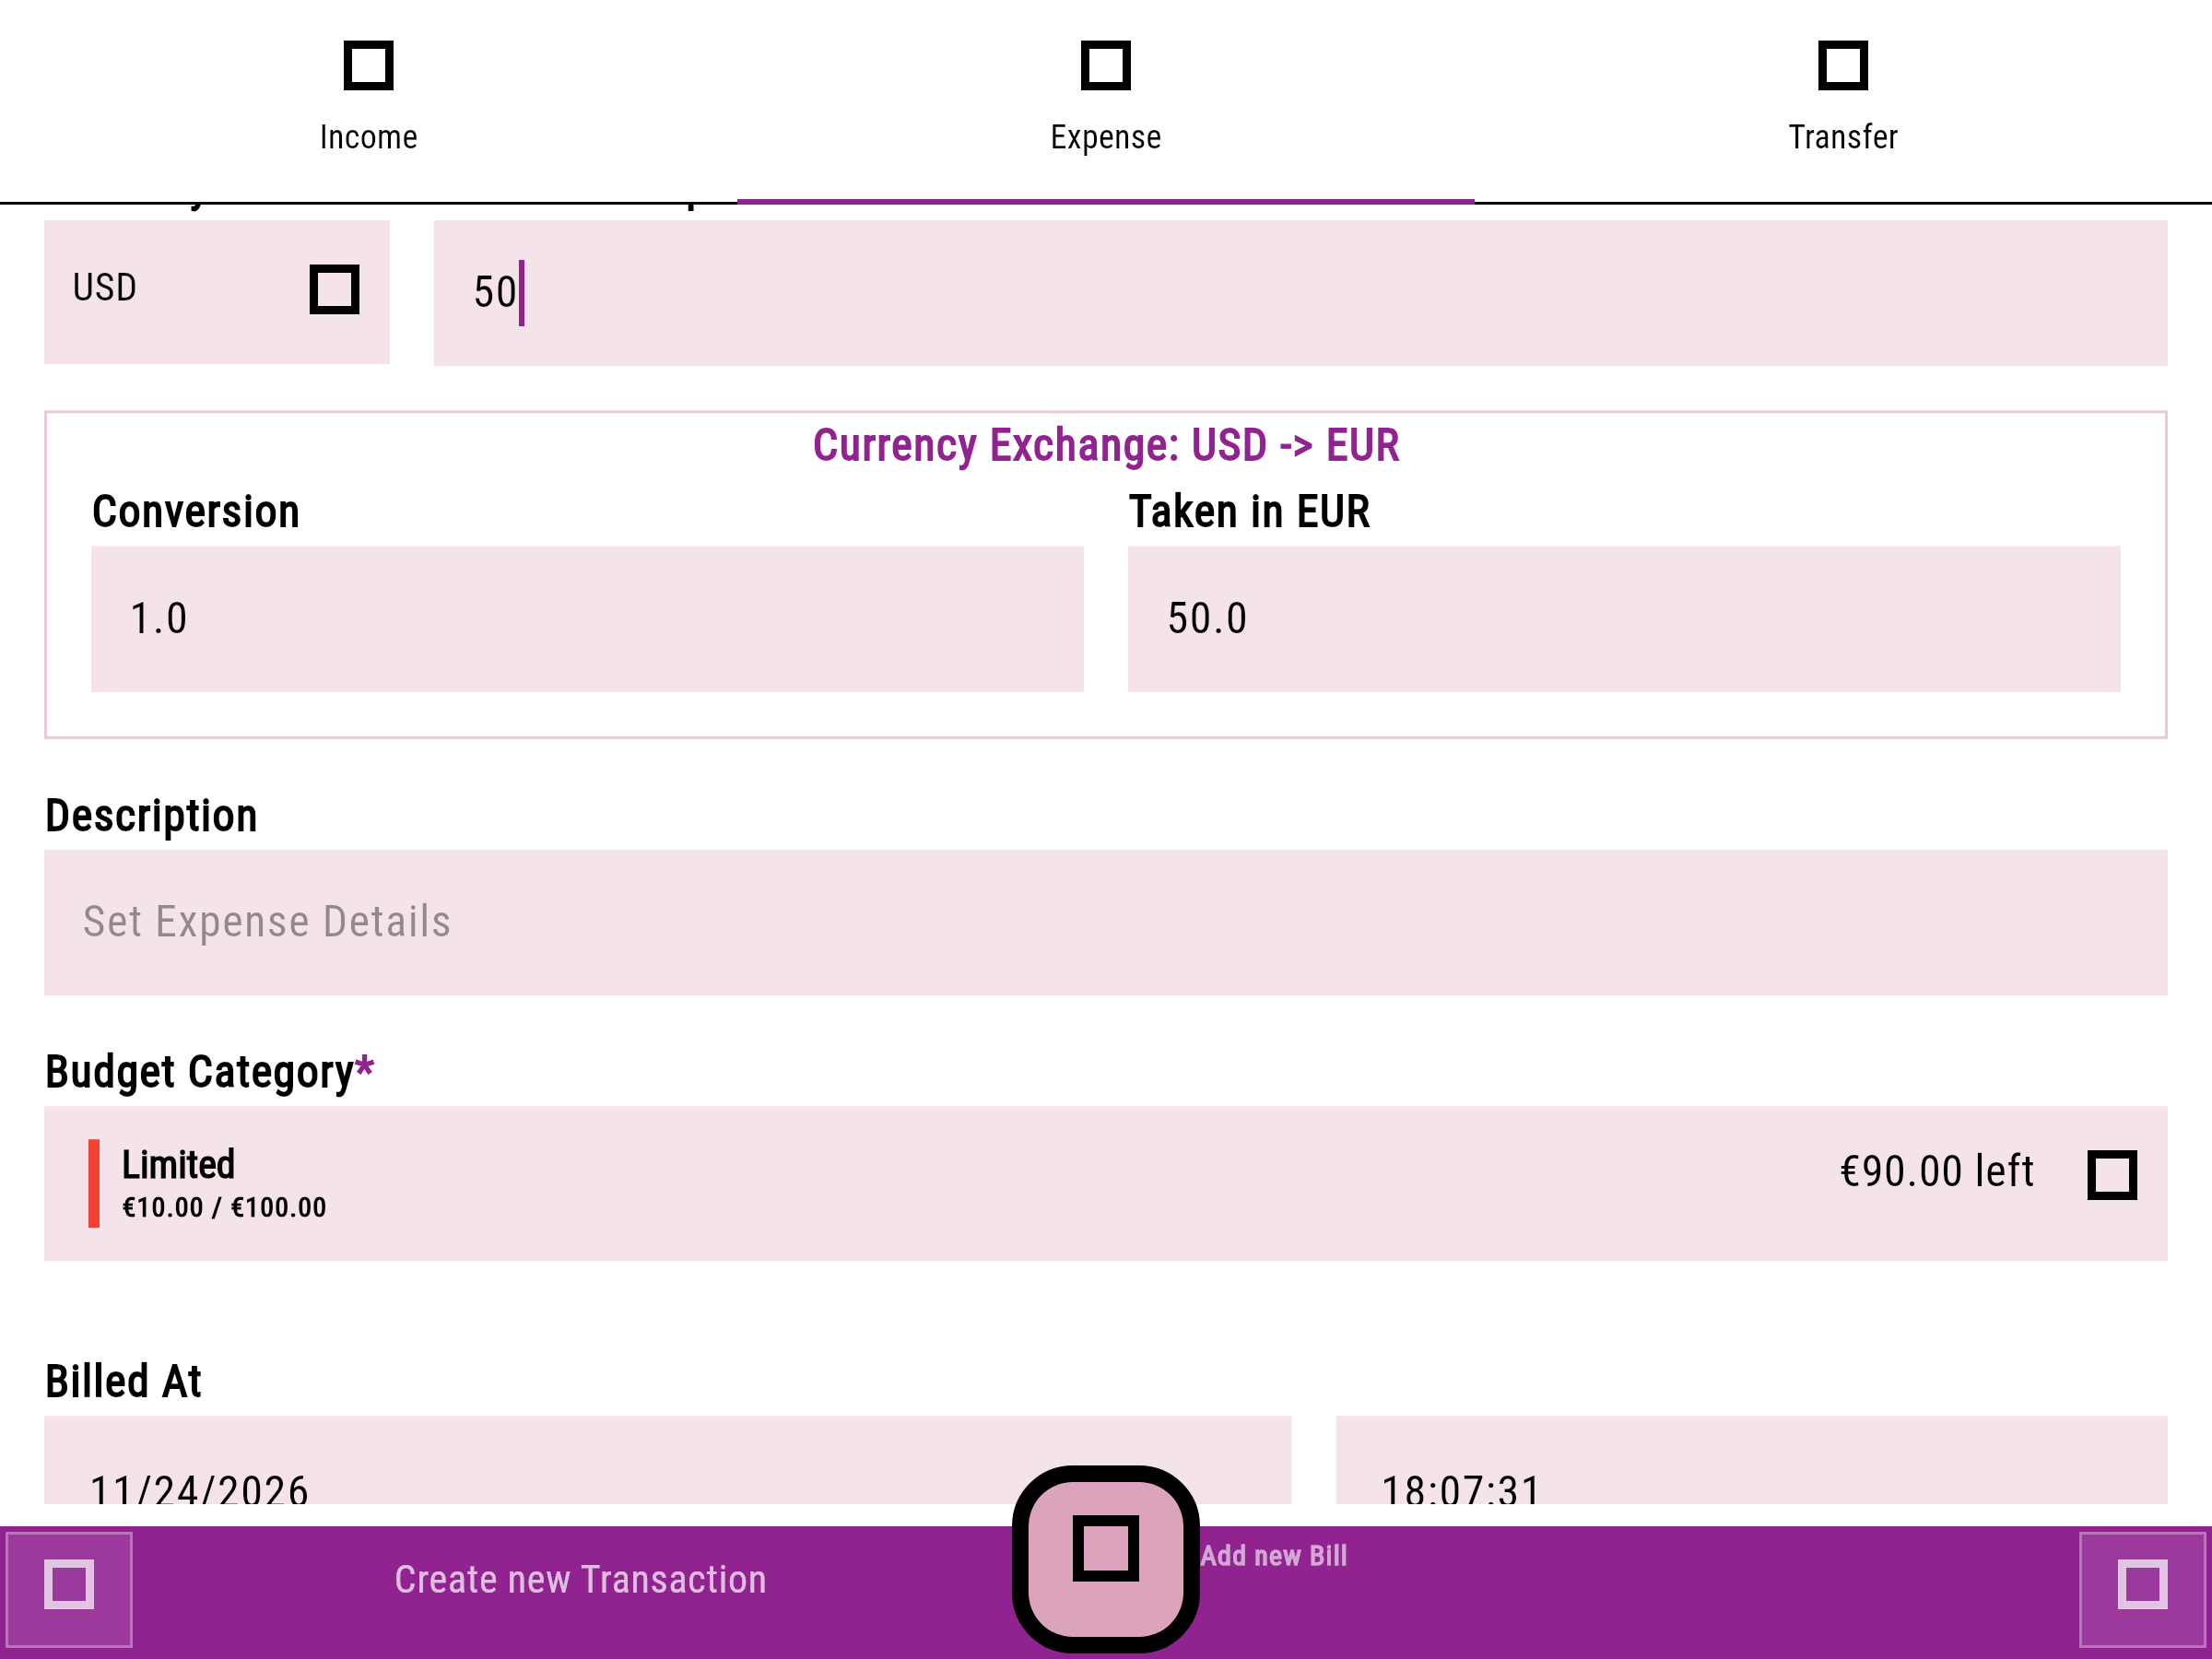 Income
Expense
Transfer
USD
50
Currency Exchange: USD -> EUR
Conversion
Taken in EUR
1.0
50.0
Description
Set Expense Details
Budget Category*
Limited
€10.00 / €100.00
€90.00 left
Billed At
11/24/2026
18:07:31
Create new Transaction
Add new Bill